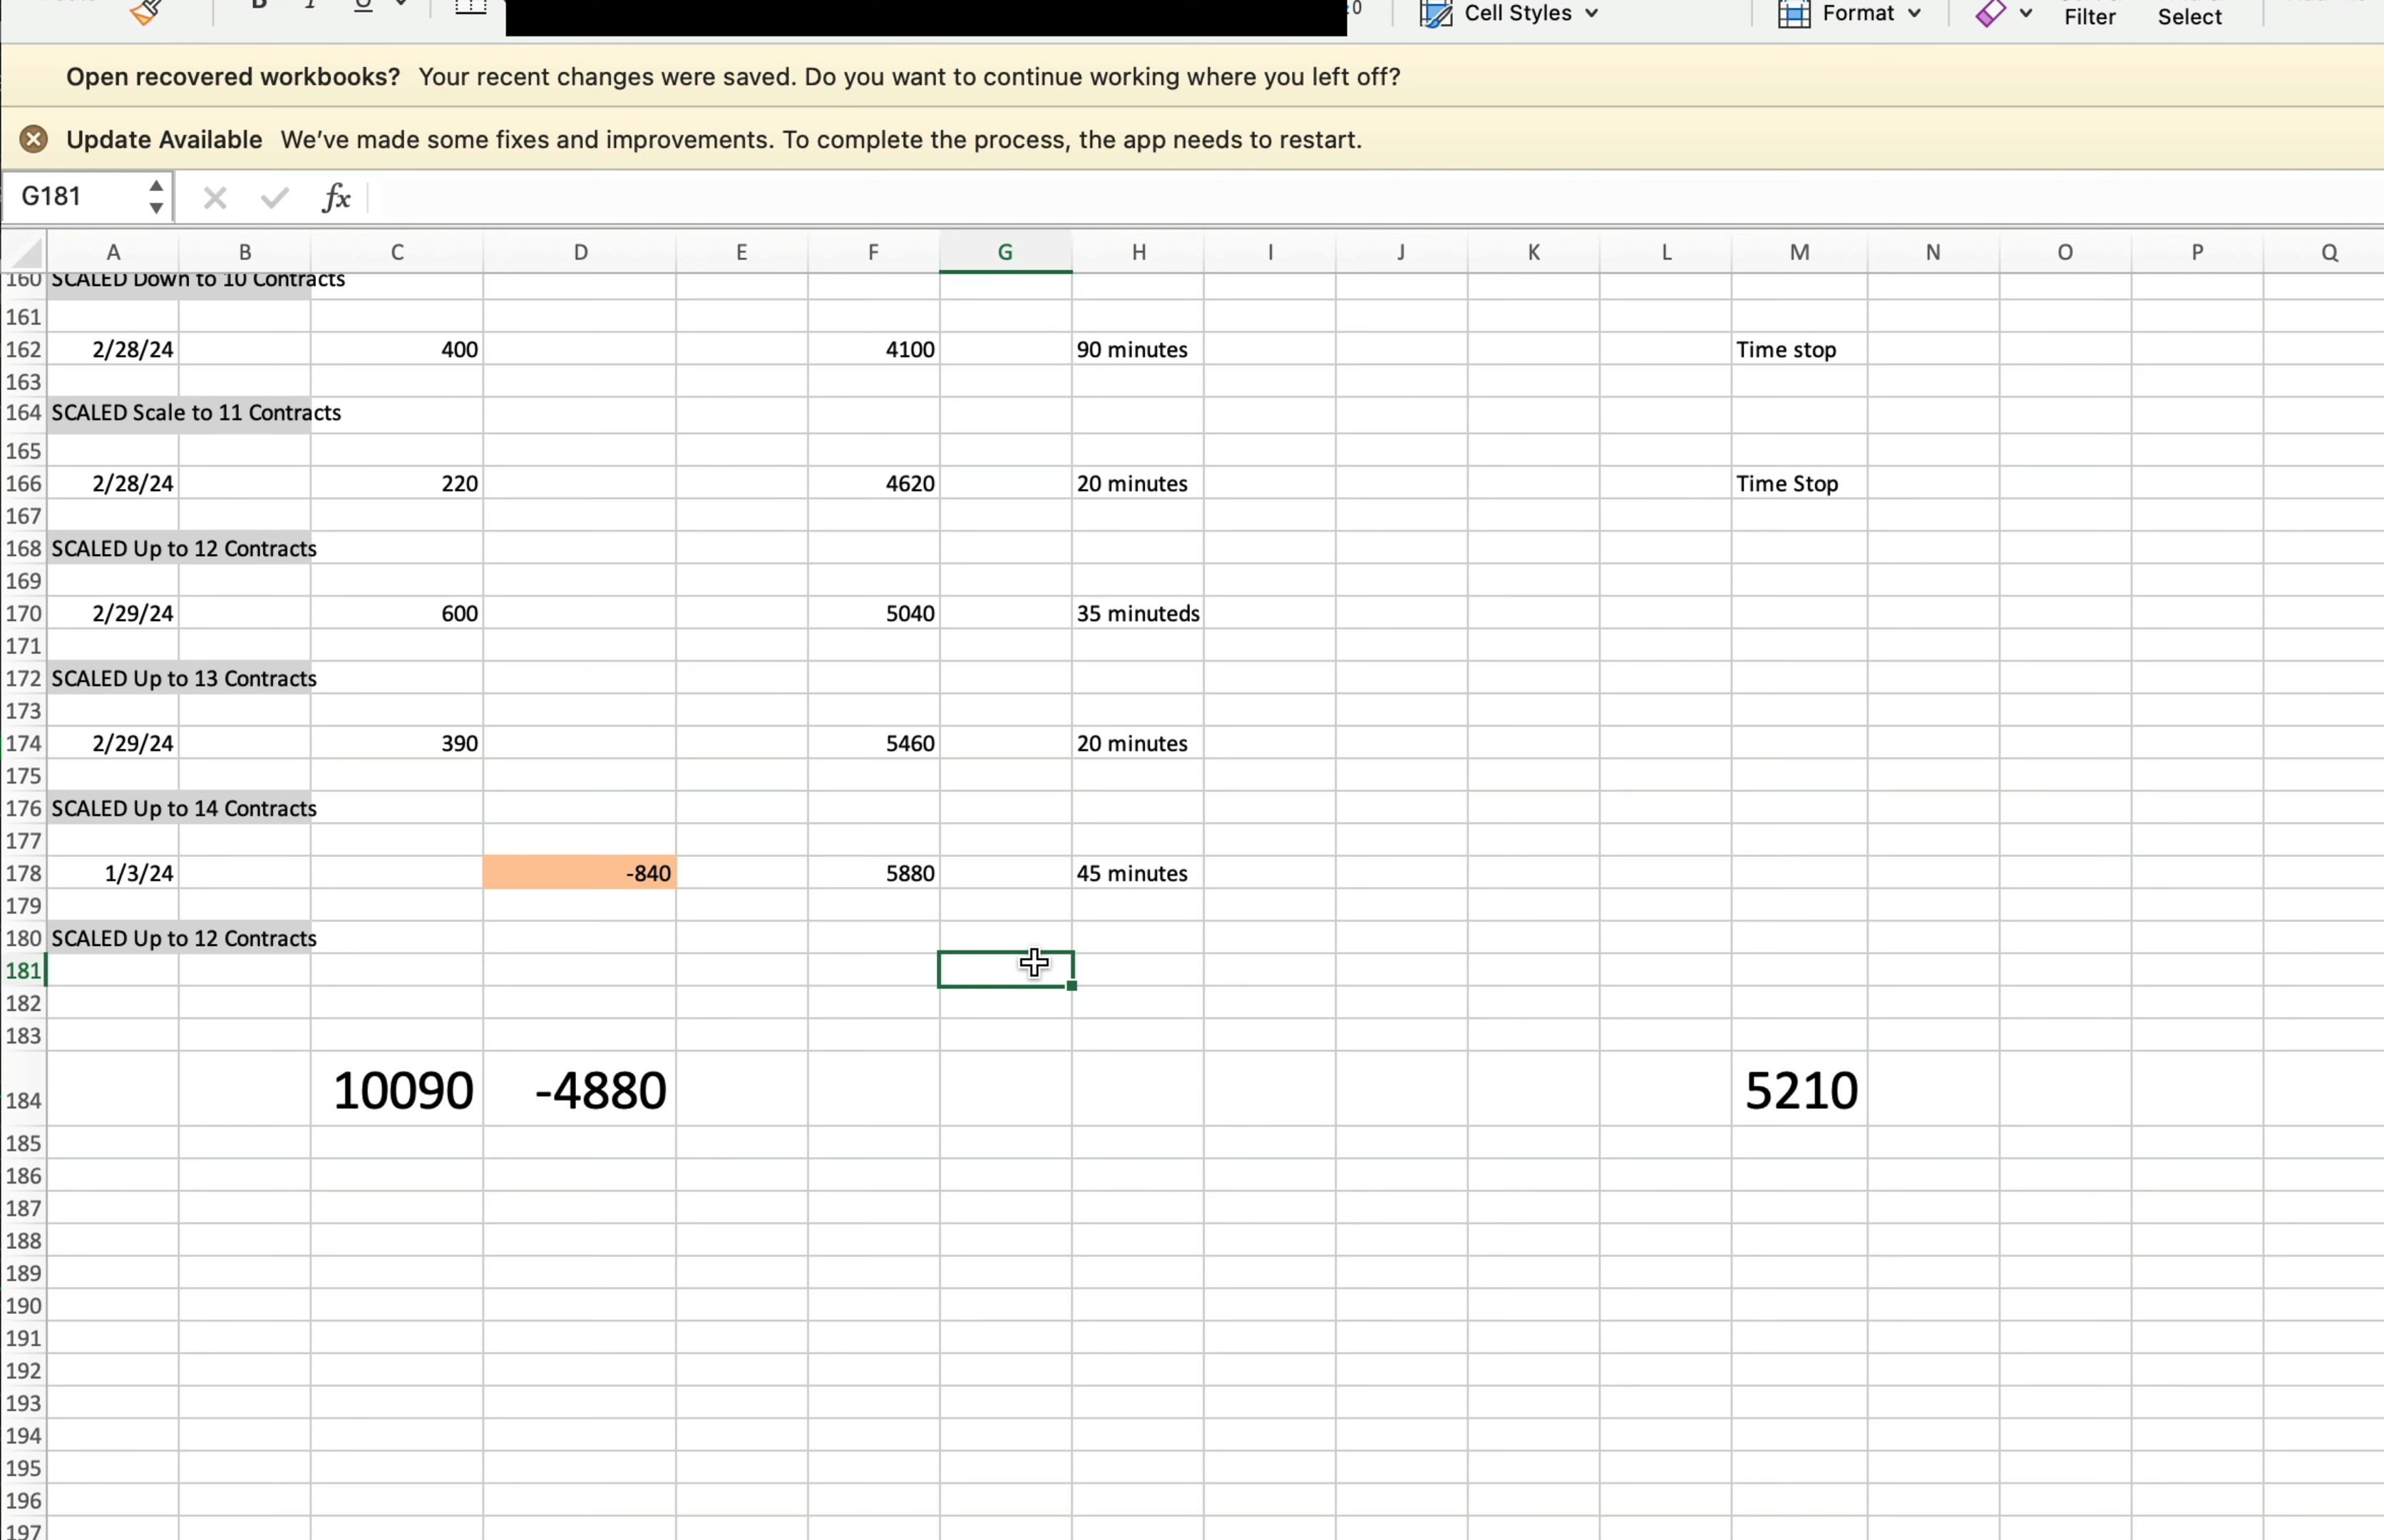 B I U 0 Cell Styles Format Filter Select
Open recovered workbooks? Your recent changes were saved. Do you want to continue working where you left off?
Update Available We've made some fixes and improvements. To complete the process, the app needs to restart.
G181 fx
A B C D E F G H I J K L M N O P Q
160 SCALED Down to 10 Contracts
161
162 2/28/24 400 4100 90 minutes Time stop
163
164 SCALED Scale to 11 Contracts
165
166 2/28/24 220 4620 20 minutes Time Stop
167
168 SCALED Up to 12 Contracts
169
170 2/29/24 600 5040 35 minuteds
171
172 SCALED Up to 13 Contracts
173
174 2/29/24 390 5460 20 minutes
175
176 SCALED Up to 14 Contracts
177
178 1/3/24 -840 5880 45 minutes
179
180 SCALED Up to 12 Contracts
181
182
183
184 10090 -4880 5210
185
186
187
188
189
190
191
192
193
194
195
196
197